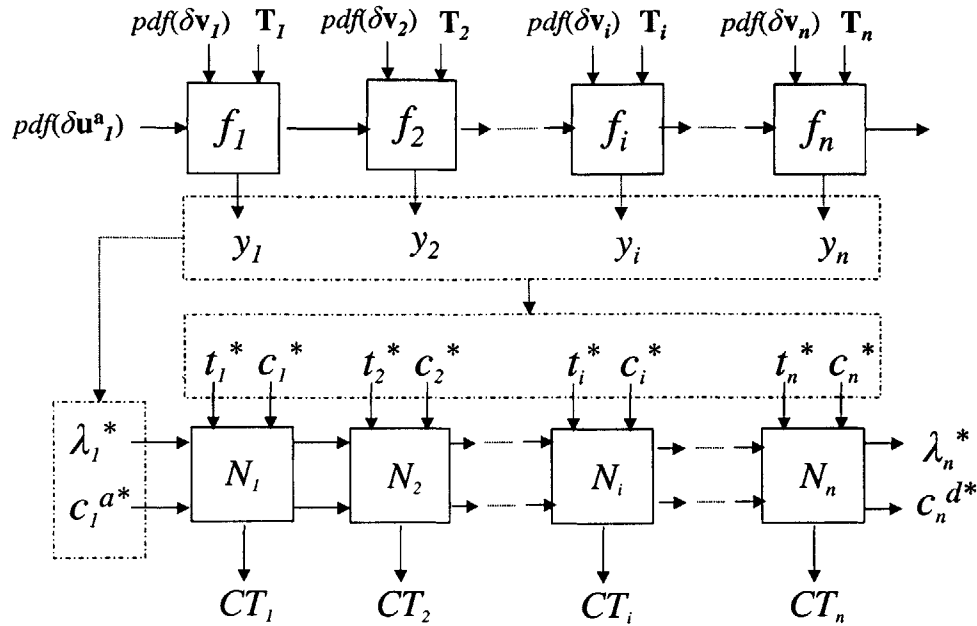 pdf(δv₁) T₁ pdf(δv₂) T₂ pdf(δvᵢ) Tᵢ pdf(δvₙ) Tₙ
pdf(δuᵃ₁) f₁ f₂ fᵢ fₙ
y₁ y₂ yᵢ yₙ
t₁* c₁* t₂* c₂* tᵢ* cᵢ* tₙ* cₙ*
λ₁* λₙ*
N₁ N₂ Nᵢ Nₙ
c₁ᵃ* cₙᵈ*
CT₁ CT₂ CTᵢ CTₙ